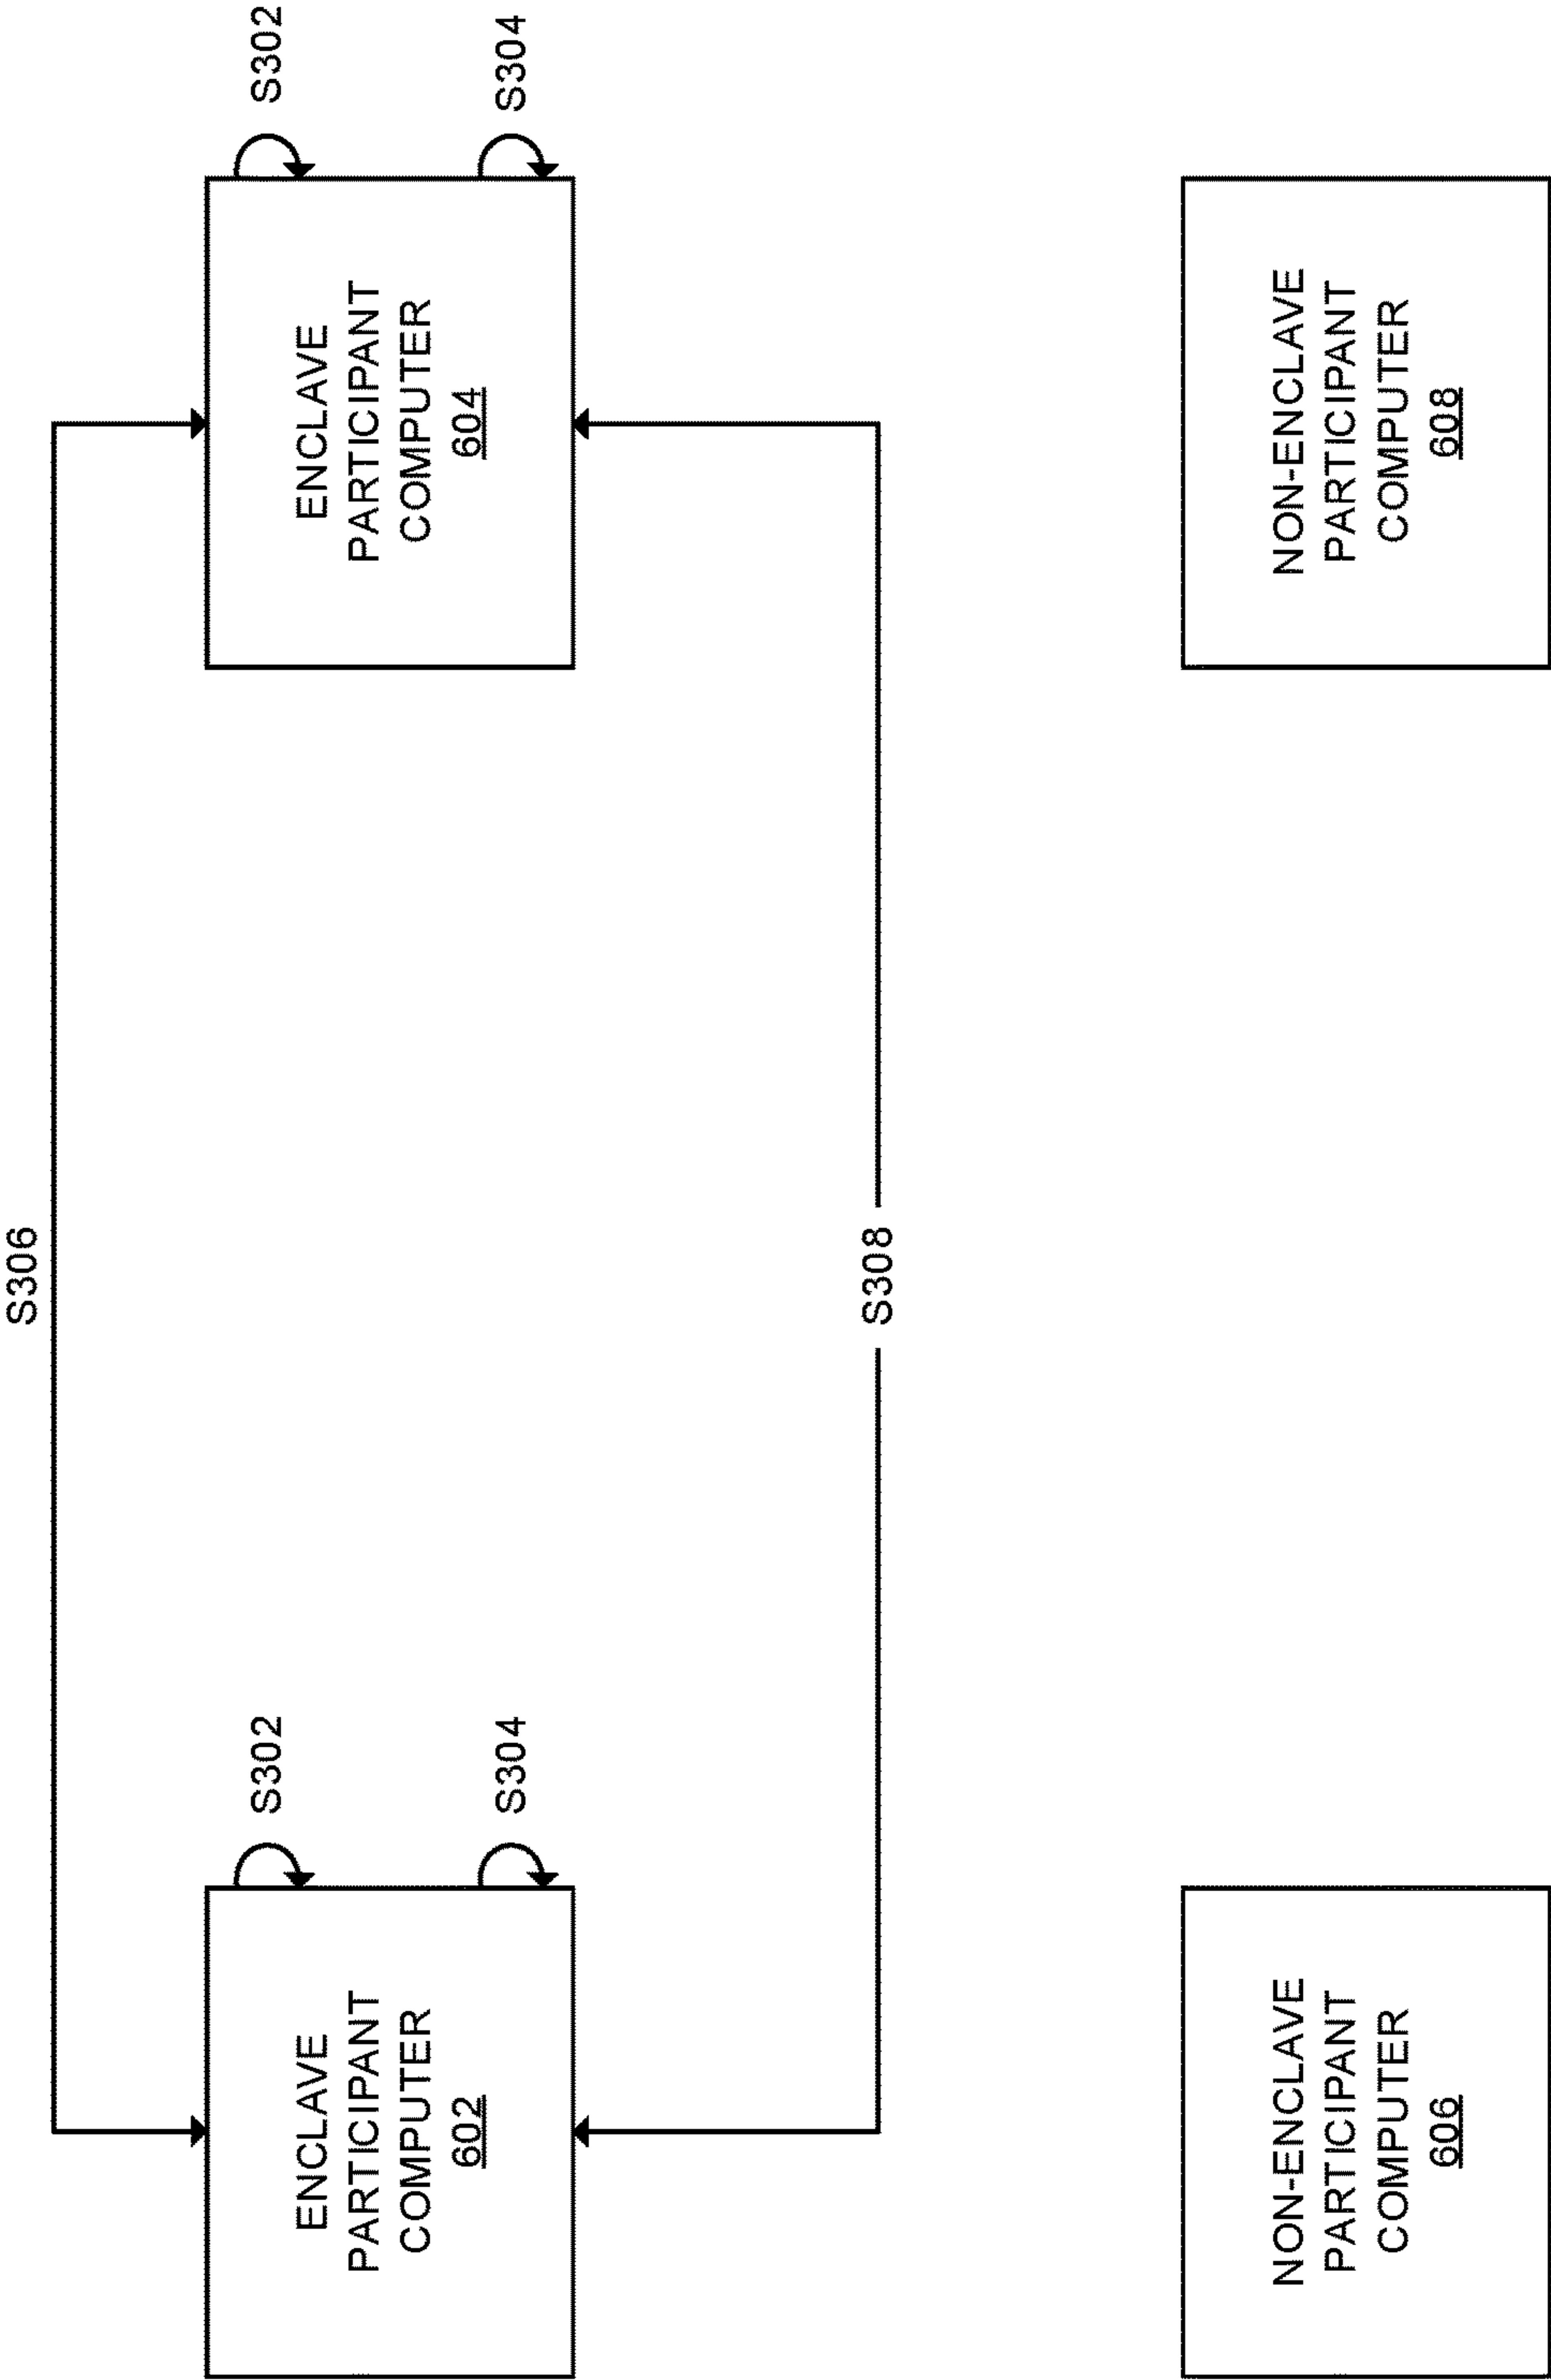 S306
ENCLAVE
PARTICIPANT
COMPUTER
602
S302
S304
ENCLAVE
PARTICIPANT
COMPUTER
604
S302
S304
S308
NON-ENCLAVE
PARTICIPANT
COMPUTER
606
NON-ENCLAVE
PARTICIPANT
COMPUTER
608